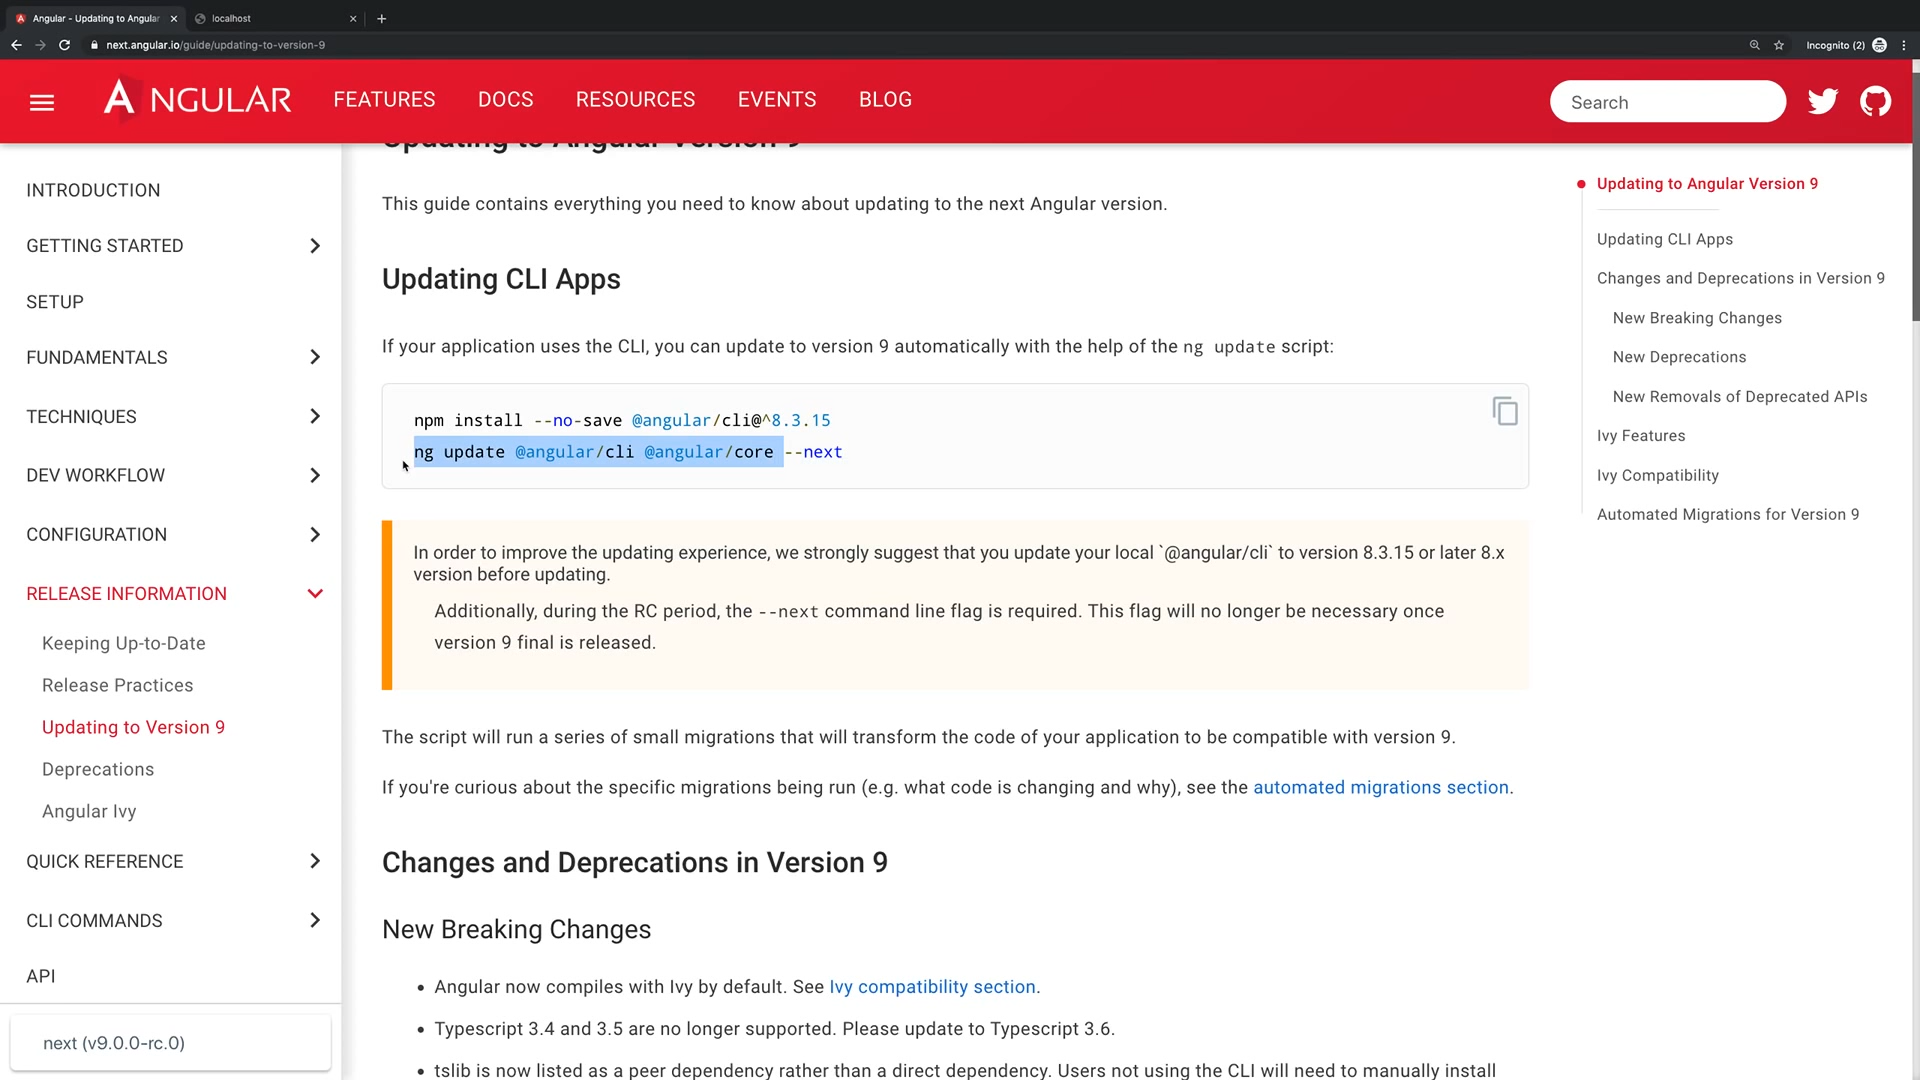 Angular - Updating to Angular
localhost
next.angular.io/guide/updating-to-version-9
Incognito (2)
ANGULAR
FEATURES
DOCS
RESOURCES
EVENTS
BLOG
Search
INTRODUCTION
GETTING STARTED
SETUP
FUNDAMENTALS
TECHNIQUES
DEV WORKFLOW
CONFIGURATION
RELEASE INFORMATION
Keeping Up-to-Date
Release Practices
Updating to Version 9
Deprecations
Angular Ivy
QUICK REFERENCE
CLI COMMANDS
API
next (v9.0.0-rc.0)
Updating to Angular Version 9
This guide contains everything you need to know about updating to the next Angular version.
Updating CLI Apps
If your application uses the CLI, you can update to version 9 automatically with the help of the ng update script:
npm install --no-save @angular/cli@^8.3.15
ng update @angular/cli @angular/core --next
In order to improve the updating experience, we strongly suggest that you update your local `@angular/cli` to version 8.3.15 or later 8.x
version before updating.
Additionally, during the RC period, the --next command line flag is required. This flag will no longer be necessary once
version 9 final is released.
The script will run a series of small migrations that will transform the code of your application to be compatible with version 9.
If you're curious about the specific migrations being run (e.g. what code is changing and why), see the automated migrations section.
Changes and Deprecations in Version 9
New Breaking Changes
• Angular now compiles with Ivy by default. See Ivy compatibility section.
• Typescript 3.4 and 3.5 are no longer supported. Please update to Typescript 3.6.
• tslib is now listed as a peer dependency rather than a direct dependency. Users not using the CLI will need to manually install
Updating to Angular Version 9
Updating CLI Apps
Changes and Deprecations in Version 9
New Breaking Changes
New Deprecations
New Removals of Deprecated APIs
Ivy Features
Ivy Compatibility
Automated Migrations for Version 9